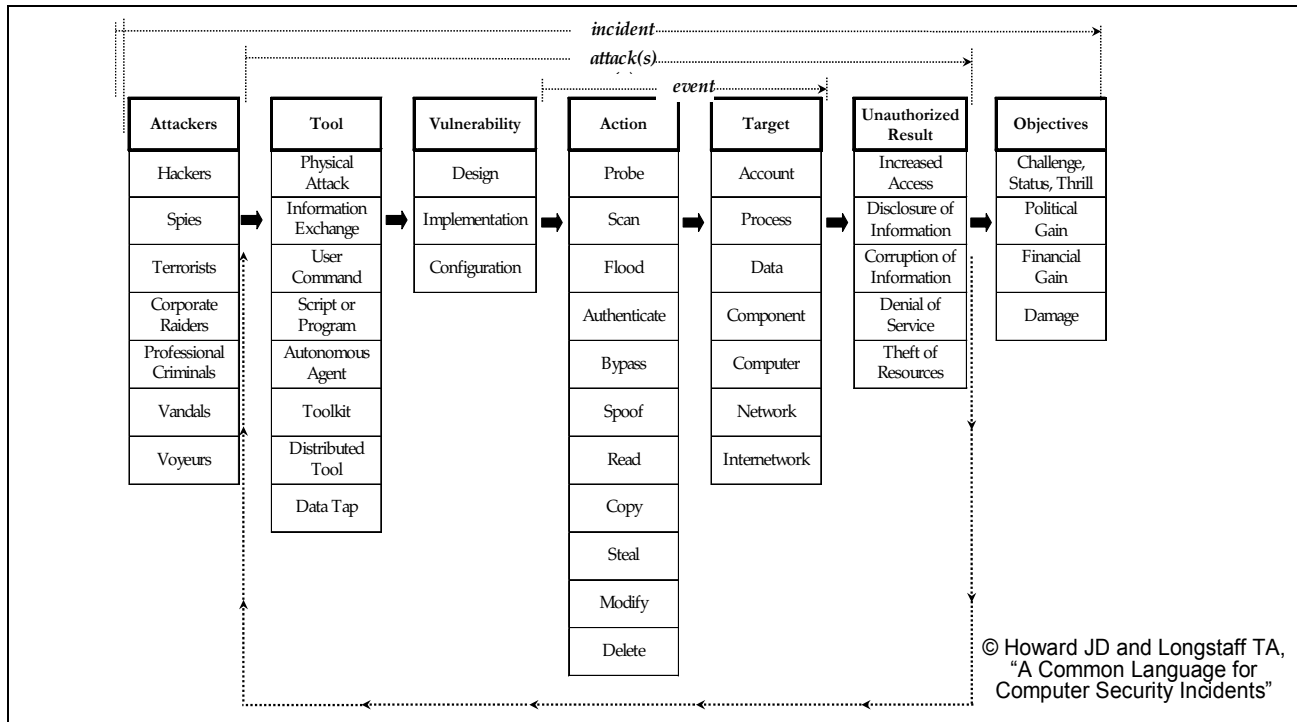 incident
attack(s)
event
Attackers
Hackers
Spies
Terrorists
Corporate
Raiders
Professional
Criminals
Vandals
Voyeurs
Tool
Physical
Attack
Information
Exchange
User
Command
Script or
Program
Autonomous
Agent
Toolkit
Distributed
Tool
Data Tap
Vulnerability
Design
Implementation
Configuration
Action
Probe
Scan
Flood
Authenticate
Bypass
Spoof
Read
Copy
Steal
Modify
Delete
Target
Account
Process
Data
Component
Computer
Network
Internetwork
Unauthorized
Result
Increased
Access
Disclosure of
Information
Corruption of
Information
Denial of
Service
Theft of
Resources
Objectives
Challenge,
Status, Thrill
Political
Gain
Financial
Gain
Damage
© Howard JD and Longstaff TA,
“A Common Language for
Computer Security Incidents”